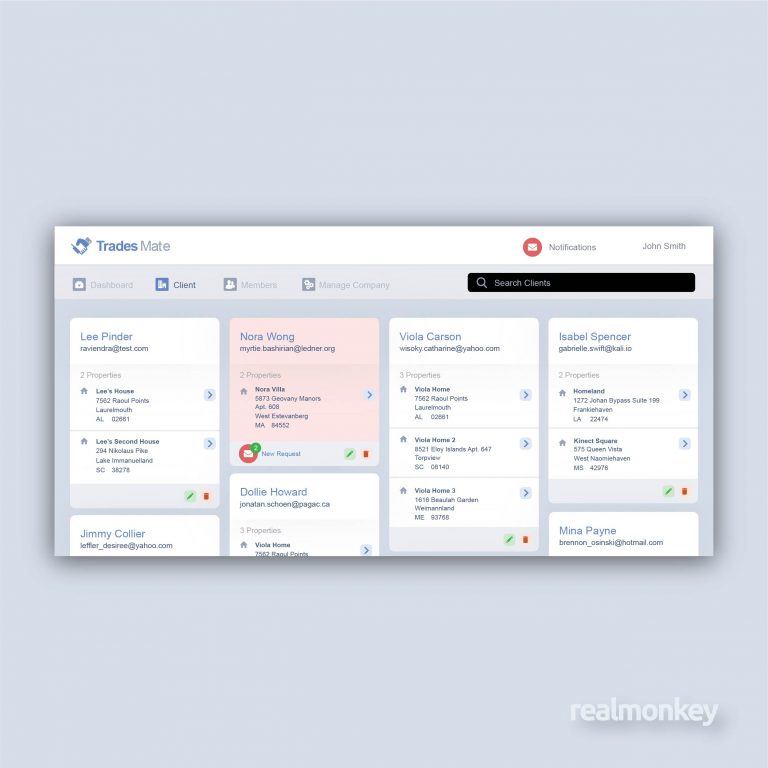 Trades Mate
Notifications
John Smith
Dashboard
Client
Members
Manage Company
Search Clients
Lee Pinder
raviendra@test.com
2 Properties
Lee's House
7562 Raoul Points
Laurelmouth
AL 02661
Lee's Second House
294 Nikolaus Pike
Lake Immanuelland
SC 38278
Jimmy Collier
leffler_desiree@yahoo.com
Nora Wong
myrtie.bashirian@ledner.org
2 Properties
Nora Villa
5873 Geovany Manors
Apt. 608
West Estevanberg
MA 84552
2
New Request
Dollie Howard
jonatan.schoen@pagac.ca
3 Properties
Viola Home
7562 Raoul Points
Viola Carson
wisoky.catharine@yahoo.com
3 Properties
Viola Home
7562 Raoul Points
Laurelmouth
AL 02661
Viola Home 2
8521 Eloy Islands Apt. 647
Torpview
SC 08140
Viola Home 3
1616 Beaulah Garden
Weimannland
ME 93768
Isabel Spencer
gabrielle.swift@kali.io
2 Properties
Homeland
1272 Johan Bypass Suite 199
Frankiehaven
LA 22474
Kinect Square
575 Queen Vista
West Naomiehaven
MS 42976
Mina Payne
brennon_osinski@hotmail.com
realmonkey